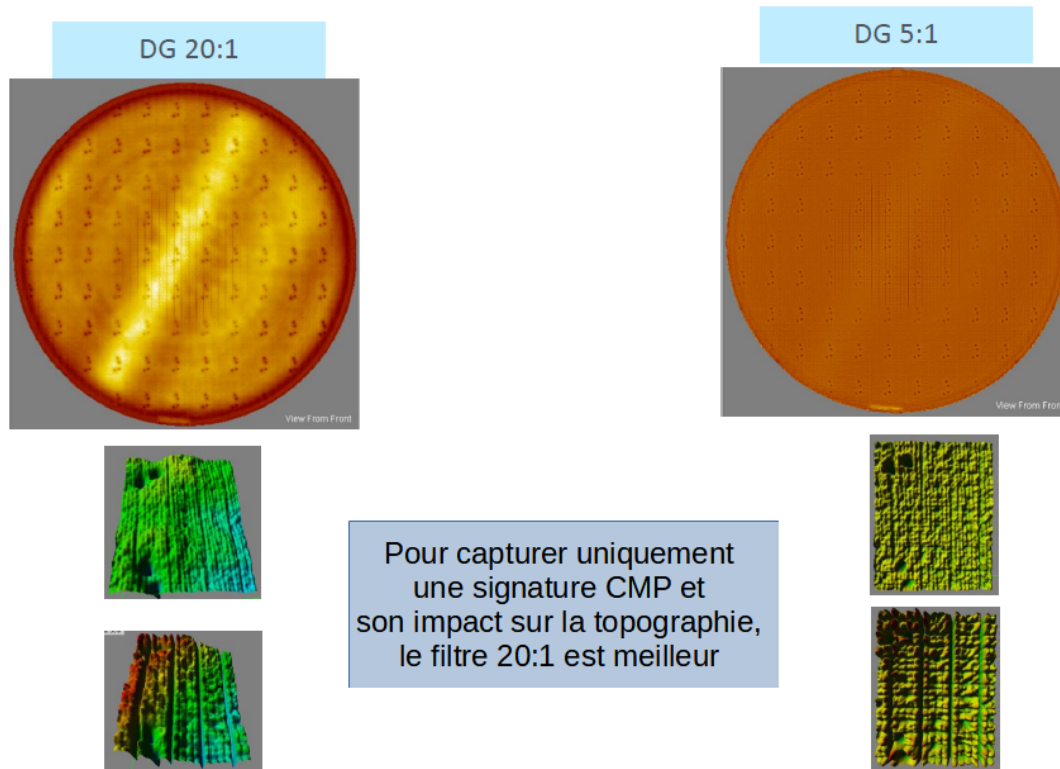 DG 20:1
DG 5:1
View From Front
View From Front
Pour capturer uniquement
une signature CMP et
son impact sur la topographie,
le filtre 20:1 est meilleur